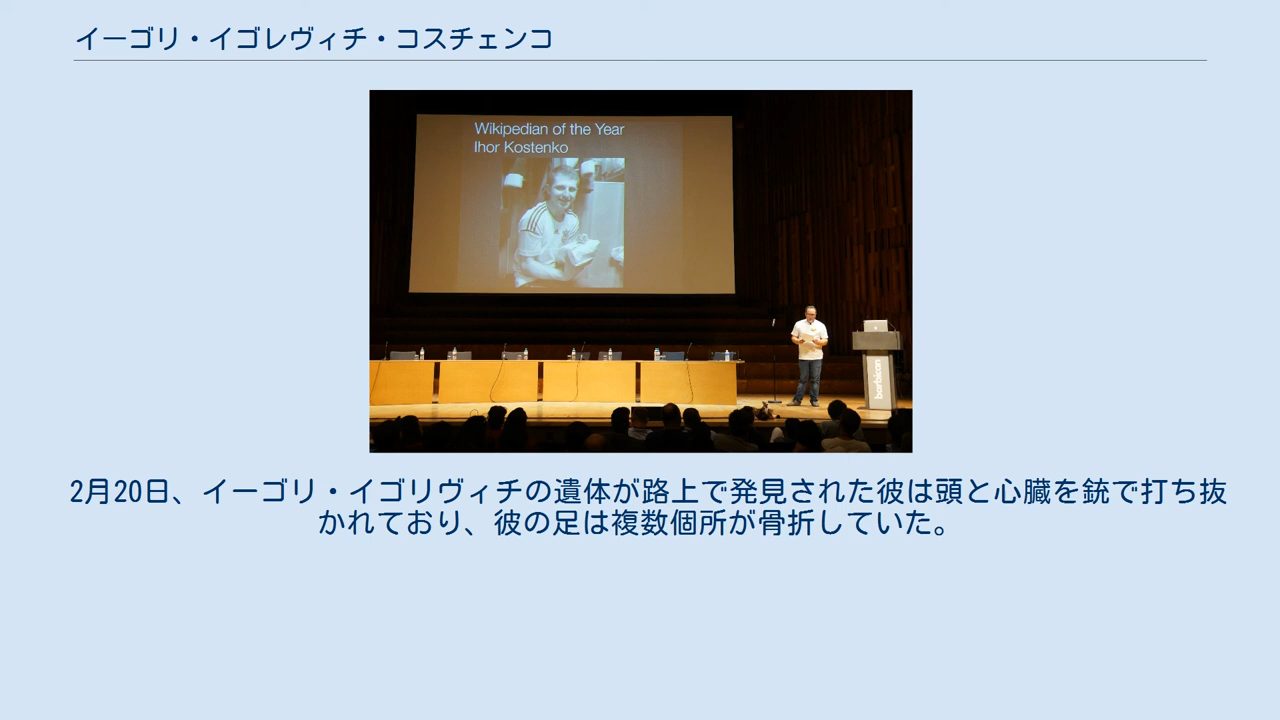 イーゴリ・イゴレヴィチ・コスチェンコ
Wikipedian of the Year
Ihor Kostenko
barbican
2月20日、イーゴリ・イゴリヴィチの遺体が路上で発見された彼は頭と心臓を銃で打ち抜
かれており、彼の足は複数個所が骨折していた。